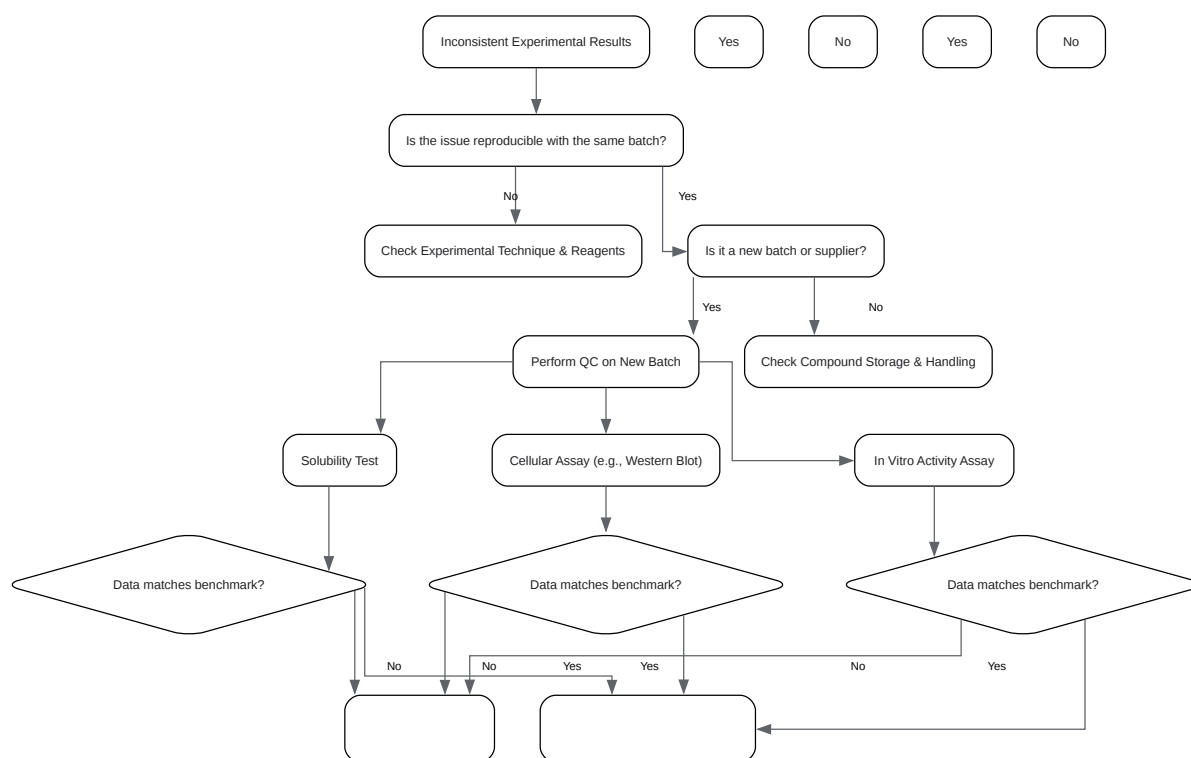 Inconsistent Experimental Results
Yes
No
Yes
No
Is the issue reproducible with the same batch?
No
Yes
Check Experimental Technique & Reagents
Is it a new batch or supplier?
Yes
No
Perform QC on New Batch
Check Compound Storage & Handling
Solubility Test
Cellular Assay (e.g., Western Blot)
In Vitro Activity Assay
Data matches benchmark?
Data matches benchmark?
Data matches benchmark?
No
No
Yes
Yes
No
Yes